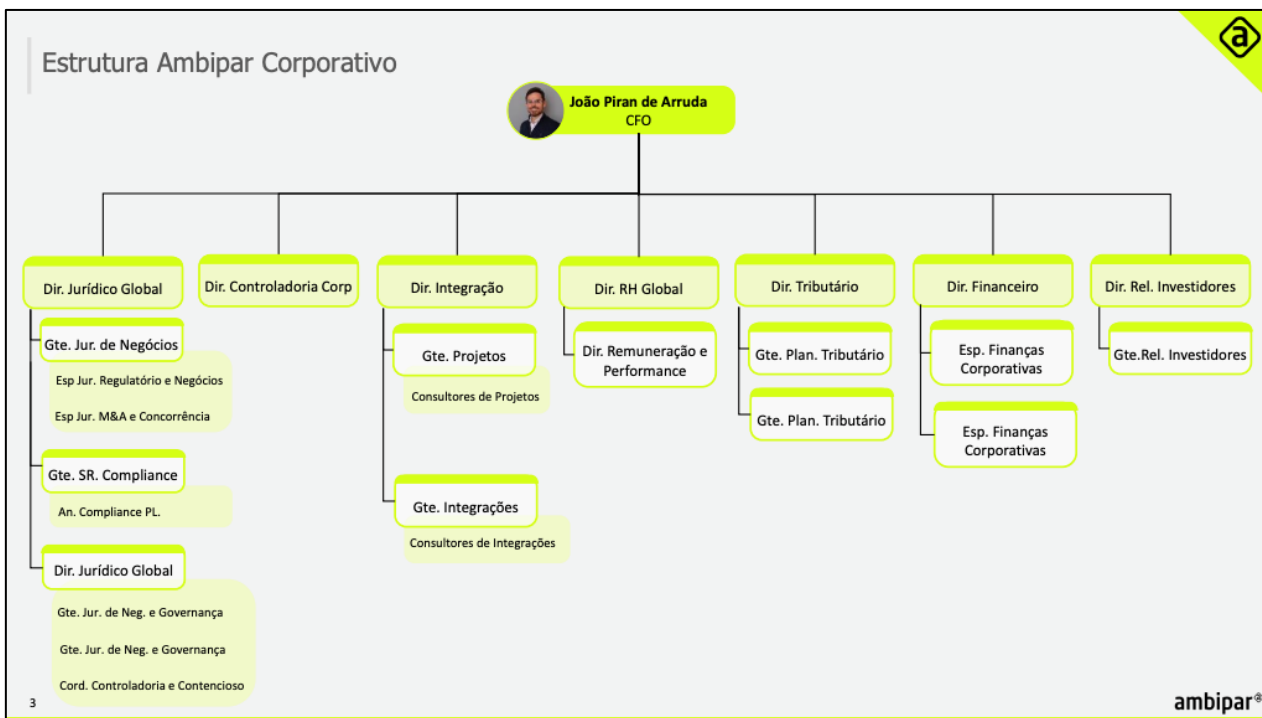 Estrutura Ambipar Corporativo
João Piran de Arruda
CFO
Dir. Jurídico Global
Gte. Jur. de Negócios
Esp Jur. Regulatório e Negócios
Esp Jur. M&A e Concorrência
Gte. SR. Compliance
An. Compliance PL.
Dir. Jurídico Global
Gte. Jur. de Neg. e Governança
Gte. Jur. de Neg. e Governança
Cord. Controladoria e Contencioso
Dir. Controladoria Corp
Dir. Integração
Gte. Projetos
Consultores de Projetos
Gte. Integrações
Consultores de Integrações
Dir. RH Global
Dir. Remuneração e
Performance
Dir. Tributário
Gte. Plan. Tributário
Gte. Plan. Tributário
Dir. Financeiro
Esp. Finanças
Corporativas
Esp. Finanças
Corporativas
Dir. Rel. Investidores
Gte.Rel. Investidores
3
ambipar®